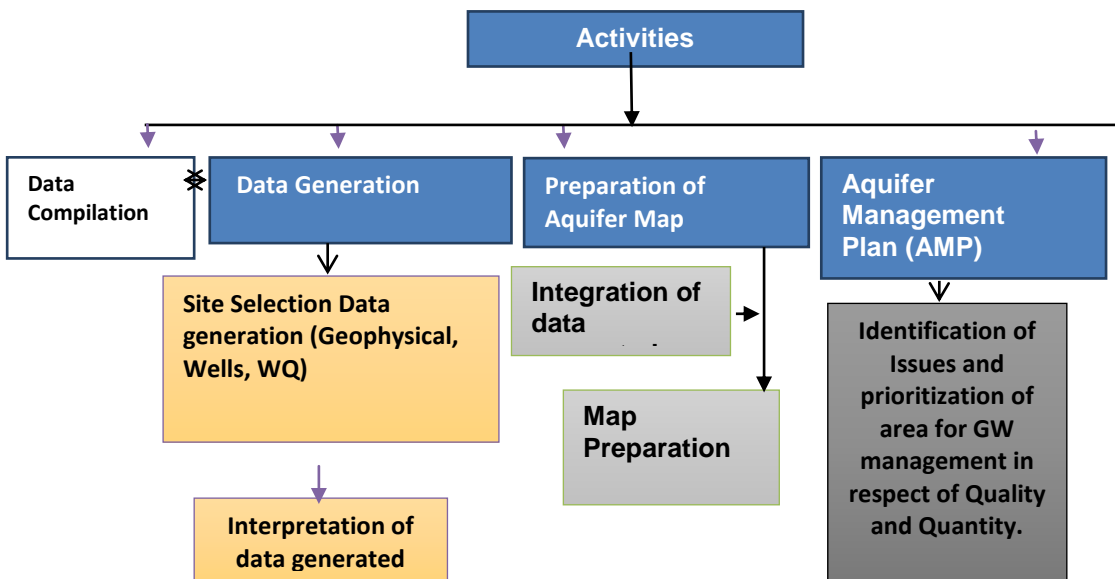 Activities
Data
Compilation
Data Generation
Preparation of
Aquifer Map
Aquifer
Management
Plan (AMP)
Site Selection Data
generation (Geophysical,
Wells, WQ)
Integration of
data
Identification of
Issues and
prioritization of
area for GW
management in
respect of Quality
and Quantity.
Map
Preparation
Interpretation of
data generated